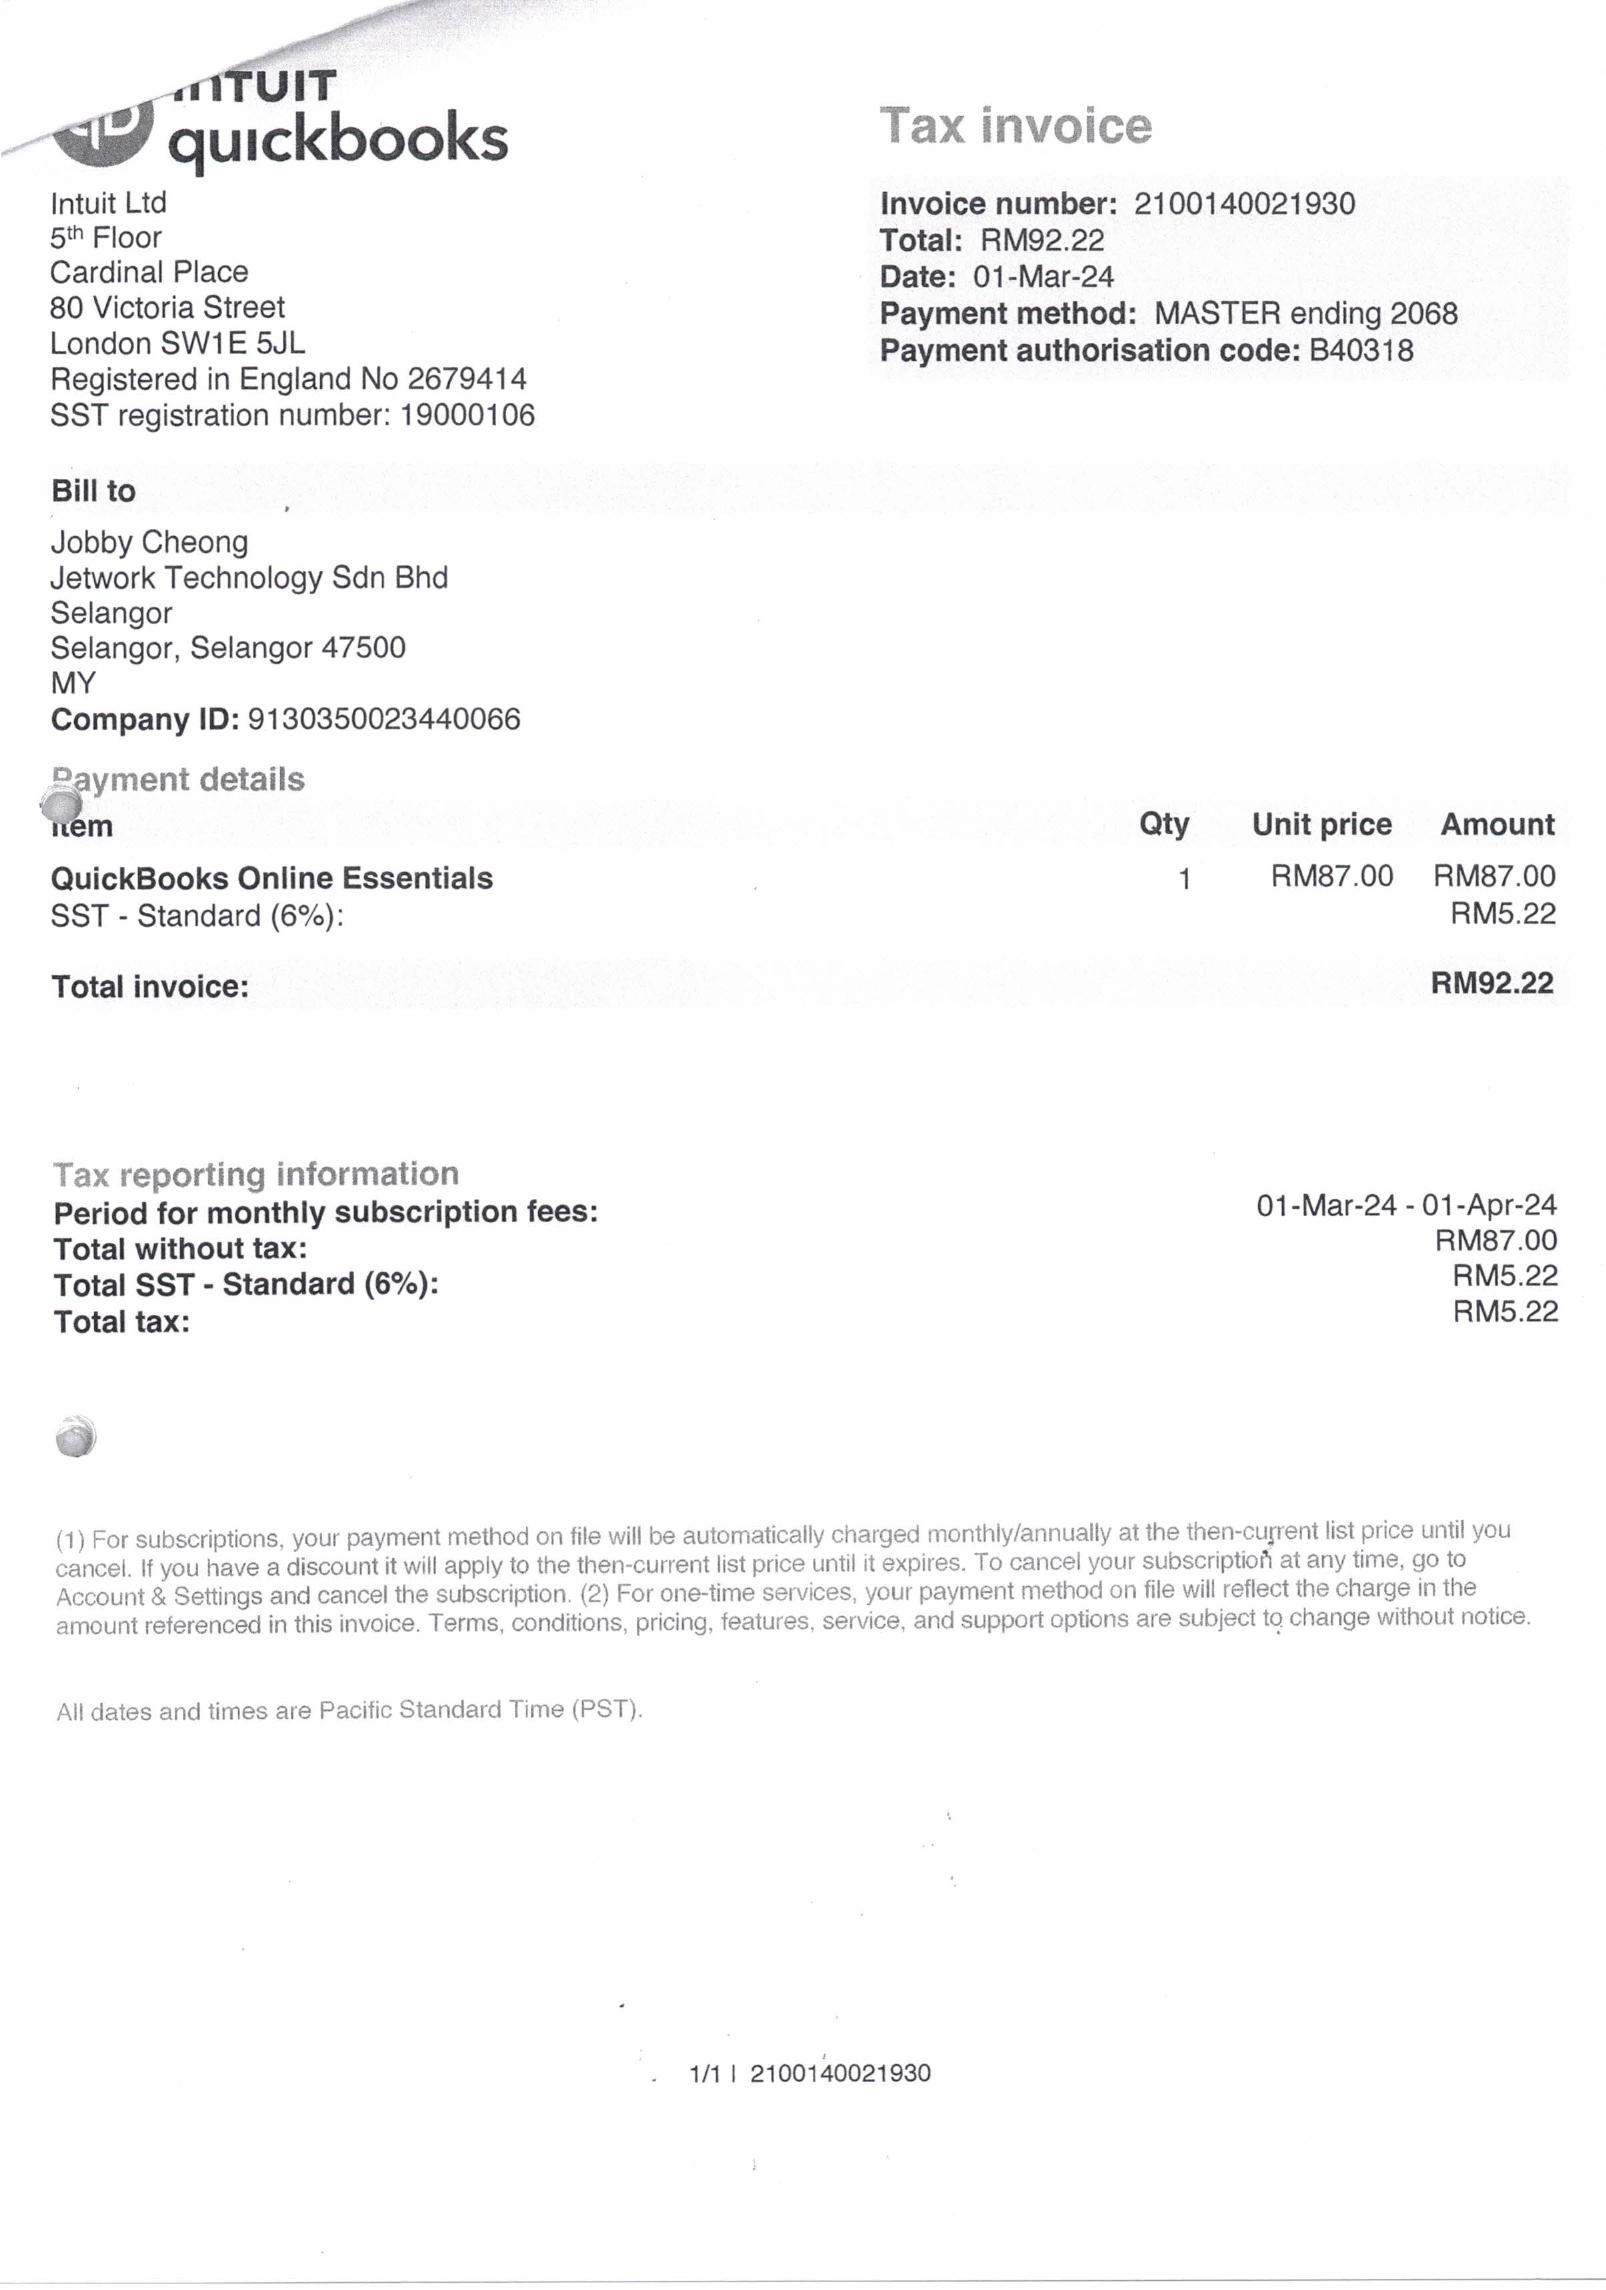 INTUIT
quickbooks
Tax invoice
Intuit Ltd
5th Floor
Cardinal Place
80 Victoria Street
London SW1E 5JL
Registered in England No 2679414
SST registration number: 19000106
Invoice number: 2100140021930
Total: RM92.22
Date: 01-Mar-24
Payment method: MASTER ending 2068
Payment authorisation code: B40318
Bill to
Jobby Cheong
Jetwork Technology Sdn Bhd
Selangor
Selangor, Selangor 47500
MY
Company ID: 9130350023440066
Payment details
Item Qty Unit price Amount
QuickBooks Online Essentials 1 RM87.00 RM87.00
SST - Standard (6%): RM5.22
Total invoice: RM92.22
Tax reporting information
Period for monthly subscription fees: 01-Mar-24 - 01-Apr-24
Total without tax: RM87.00
Total SST - Standard (6%): RM5.22
Total tax: RM5.22
(1) For subscriptions, your payment method on file will be automatically charged monthly/annually at the then-current list price until you
cancel. If you have a discount it will apply to the then-current list price until it expires. To cancel your subscription at any time, go to
Account & Settings and cancel the subscription. (2) For one-time services, your payment method on file will reflect the charge in the
amount referenced in this invoice. Terms, conditions, pricing, features, service, and support options are subject to change without notice.
All dates and times are Pacific Standard Time (PST).
1/1 | 2100140021930